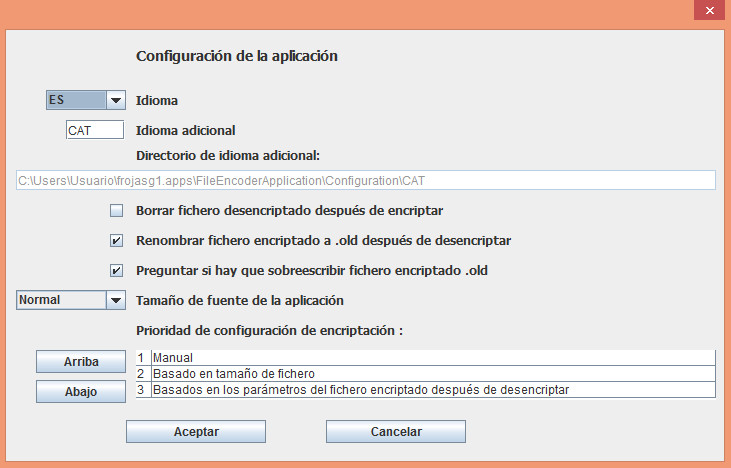 Configuración de la aplicación
ES Idioma
CAT Idioma adicional
Directorio de idioma adicional:
C:\Users\Usuario\frojasg1.apps\FileEncoderApplication\Configuration\CAT
Borrar fichero desencriptado después de encriptar
Renombrar fichero encriptado a .old después de desencriptar
Preguntar si hay que sobreescribir fichero encriptado .old
Normal Tamaño de fuente de la aplicación
Prioridad de configuración de encriptación :
Arriba
Abajo
1 Manual
2 Basado en tamaño de fichero
3 Basados en los parámetros del fichero encriptado después de desencriptar
Aceptar Cancelar